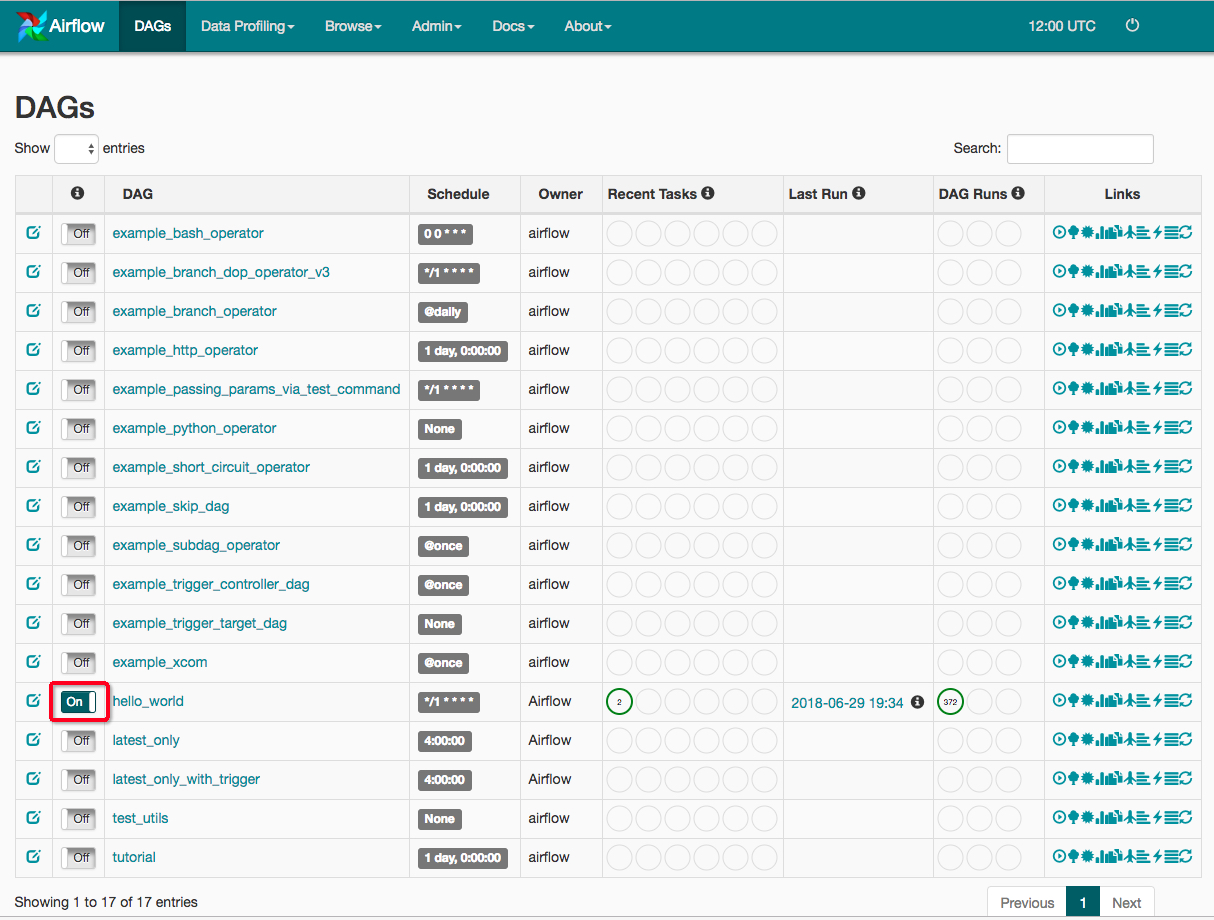 Airflow DAGs Data Profiling Browse Admin Docs About 12:00 UTC
DAGs
Show entries Search:
DAG Schedule Owner Recent Tasks Last Run DAG Runs Links
Off example_bash_operator 0 0 * * * airflow
Off example_branch_dop_operator_v3 */1 * * * * airflow
Off example_branch_operator @daily airflow
Off example_http_operator 1 day, 0:00:00 airflow
Off example_passing_params_via_test_command */1 * * * * airflow
Off example_python_operator None airflow
Off example_short_circuit_operator 1 day, 0:00:00 airflow
Off example_skip_dag 1 day, 0:00:00 airflow
Off example_subdag_operator @once airflow
Off example_trigger_controller_dag @once airflow
Off example_trigger_target_dag None airflow
Off example_xcom @once airflow
On hello_world */1 * * * * Airflow 2 2018-06-29 19:34 372
Off latest_only 4:00:00 Airflow
Off latest_only_with_trigger 4:00:00 Airflow
Off test_utils None airflow
Off tutorial 1 day, 0:00:00 airflow
Showing 1 to 17 of 17 entries Previous 1 Next